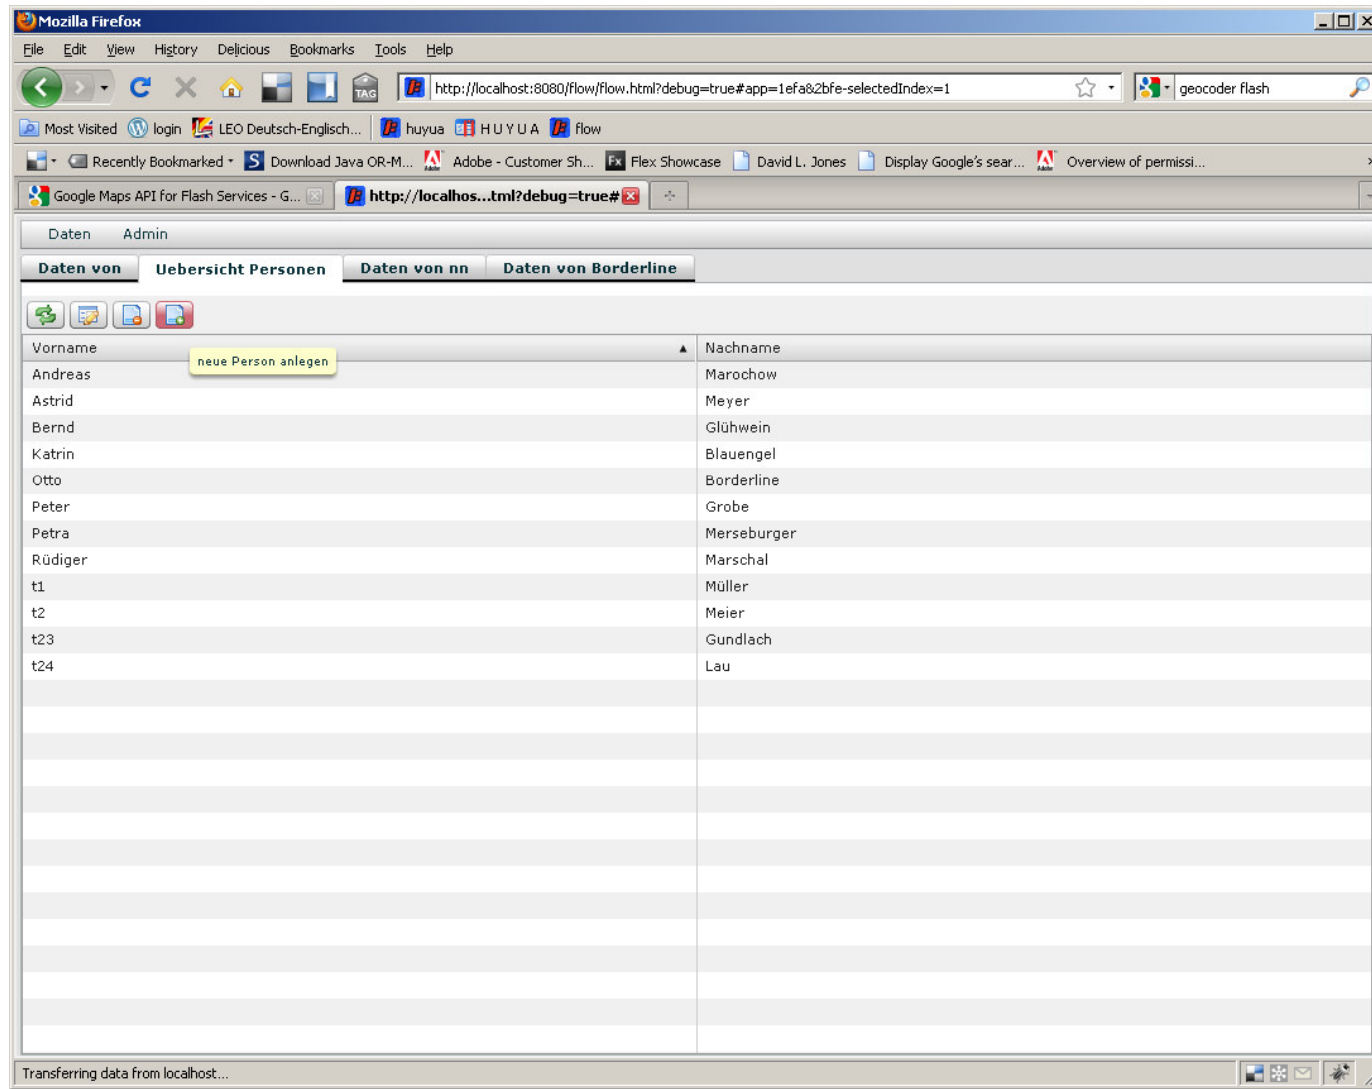 Mozilla Firefox
File Edit View History Delicious Bookmarks Tools Help
TAG http://localhost:8080/flow/flow.html?debug=true#app=1efa&2bfe-selectedIndex=1 geocoder flash
Most Visited login LEO Deutsch-Englisch... huyua H U Y U A flow
Recently Bookmarked S Download Java OR-M... Adobe - Customer Sh... Fx Flex Showcase David L. Jones Display Google's sear... Overview of permissi...
Google Maps API for Flash Services - G... http://localhos...tml?debug=true#
Daten Admin
Daten von Uebersicht Personen Daten von nn Daten von Borderline
Vorname Nachname
neue Person anlegen
Andreas Marochow
Astrid Meyer
Bernd Glühwein
Katrin Blauengel
Otto Borderline
Peter Grobe
Petra Merseburger
Rüdiger Marschal
t1 Müller
t2 Meier
t23 Gundlach
t24 Lau
Transferring data from localhost...